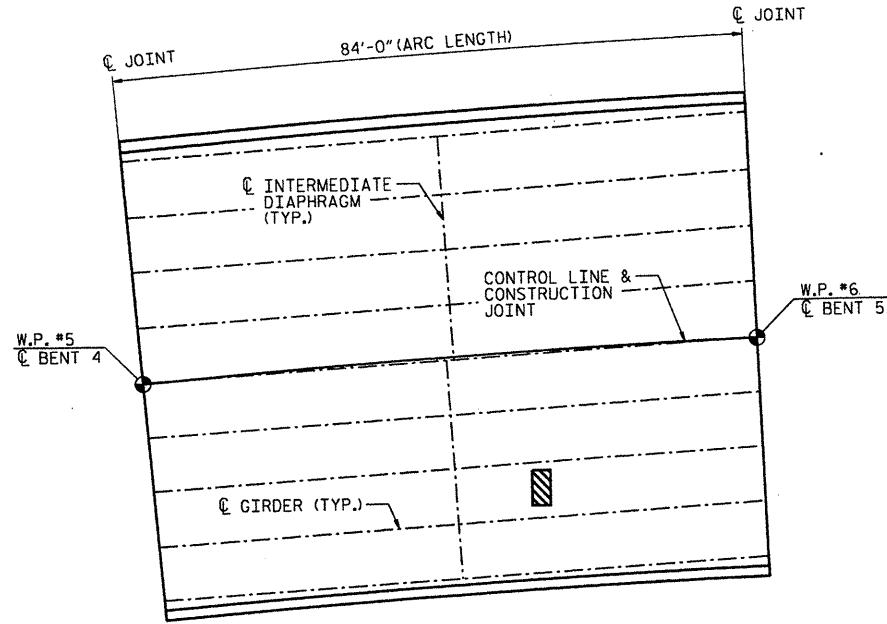 ℄ JOINT
84'-0" (ARC LENGTH)
℄ JOINT
℄ INTERMEDIATE
DIAPHRAGM
(TYP.)
CONTROL LINE &
CONSTRUCTION
JOINT
W.P. #5
℄ BENT 4
W.P. #6
℄ BENT 5
℄ GIRDER (TYP.)